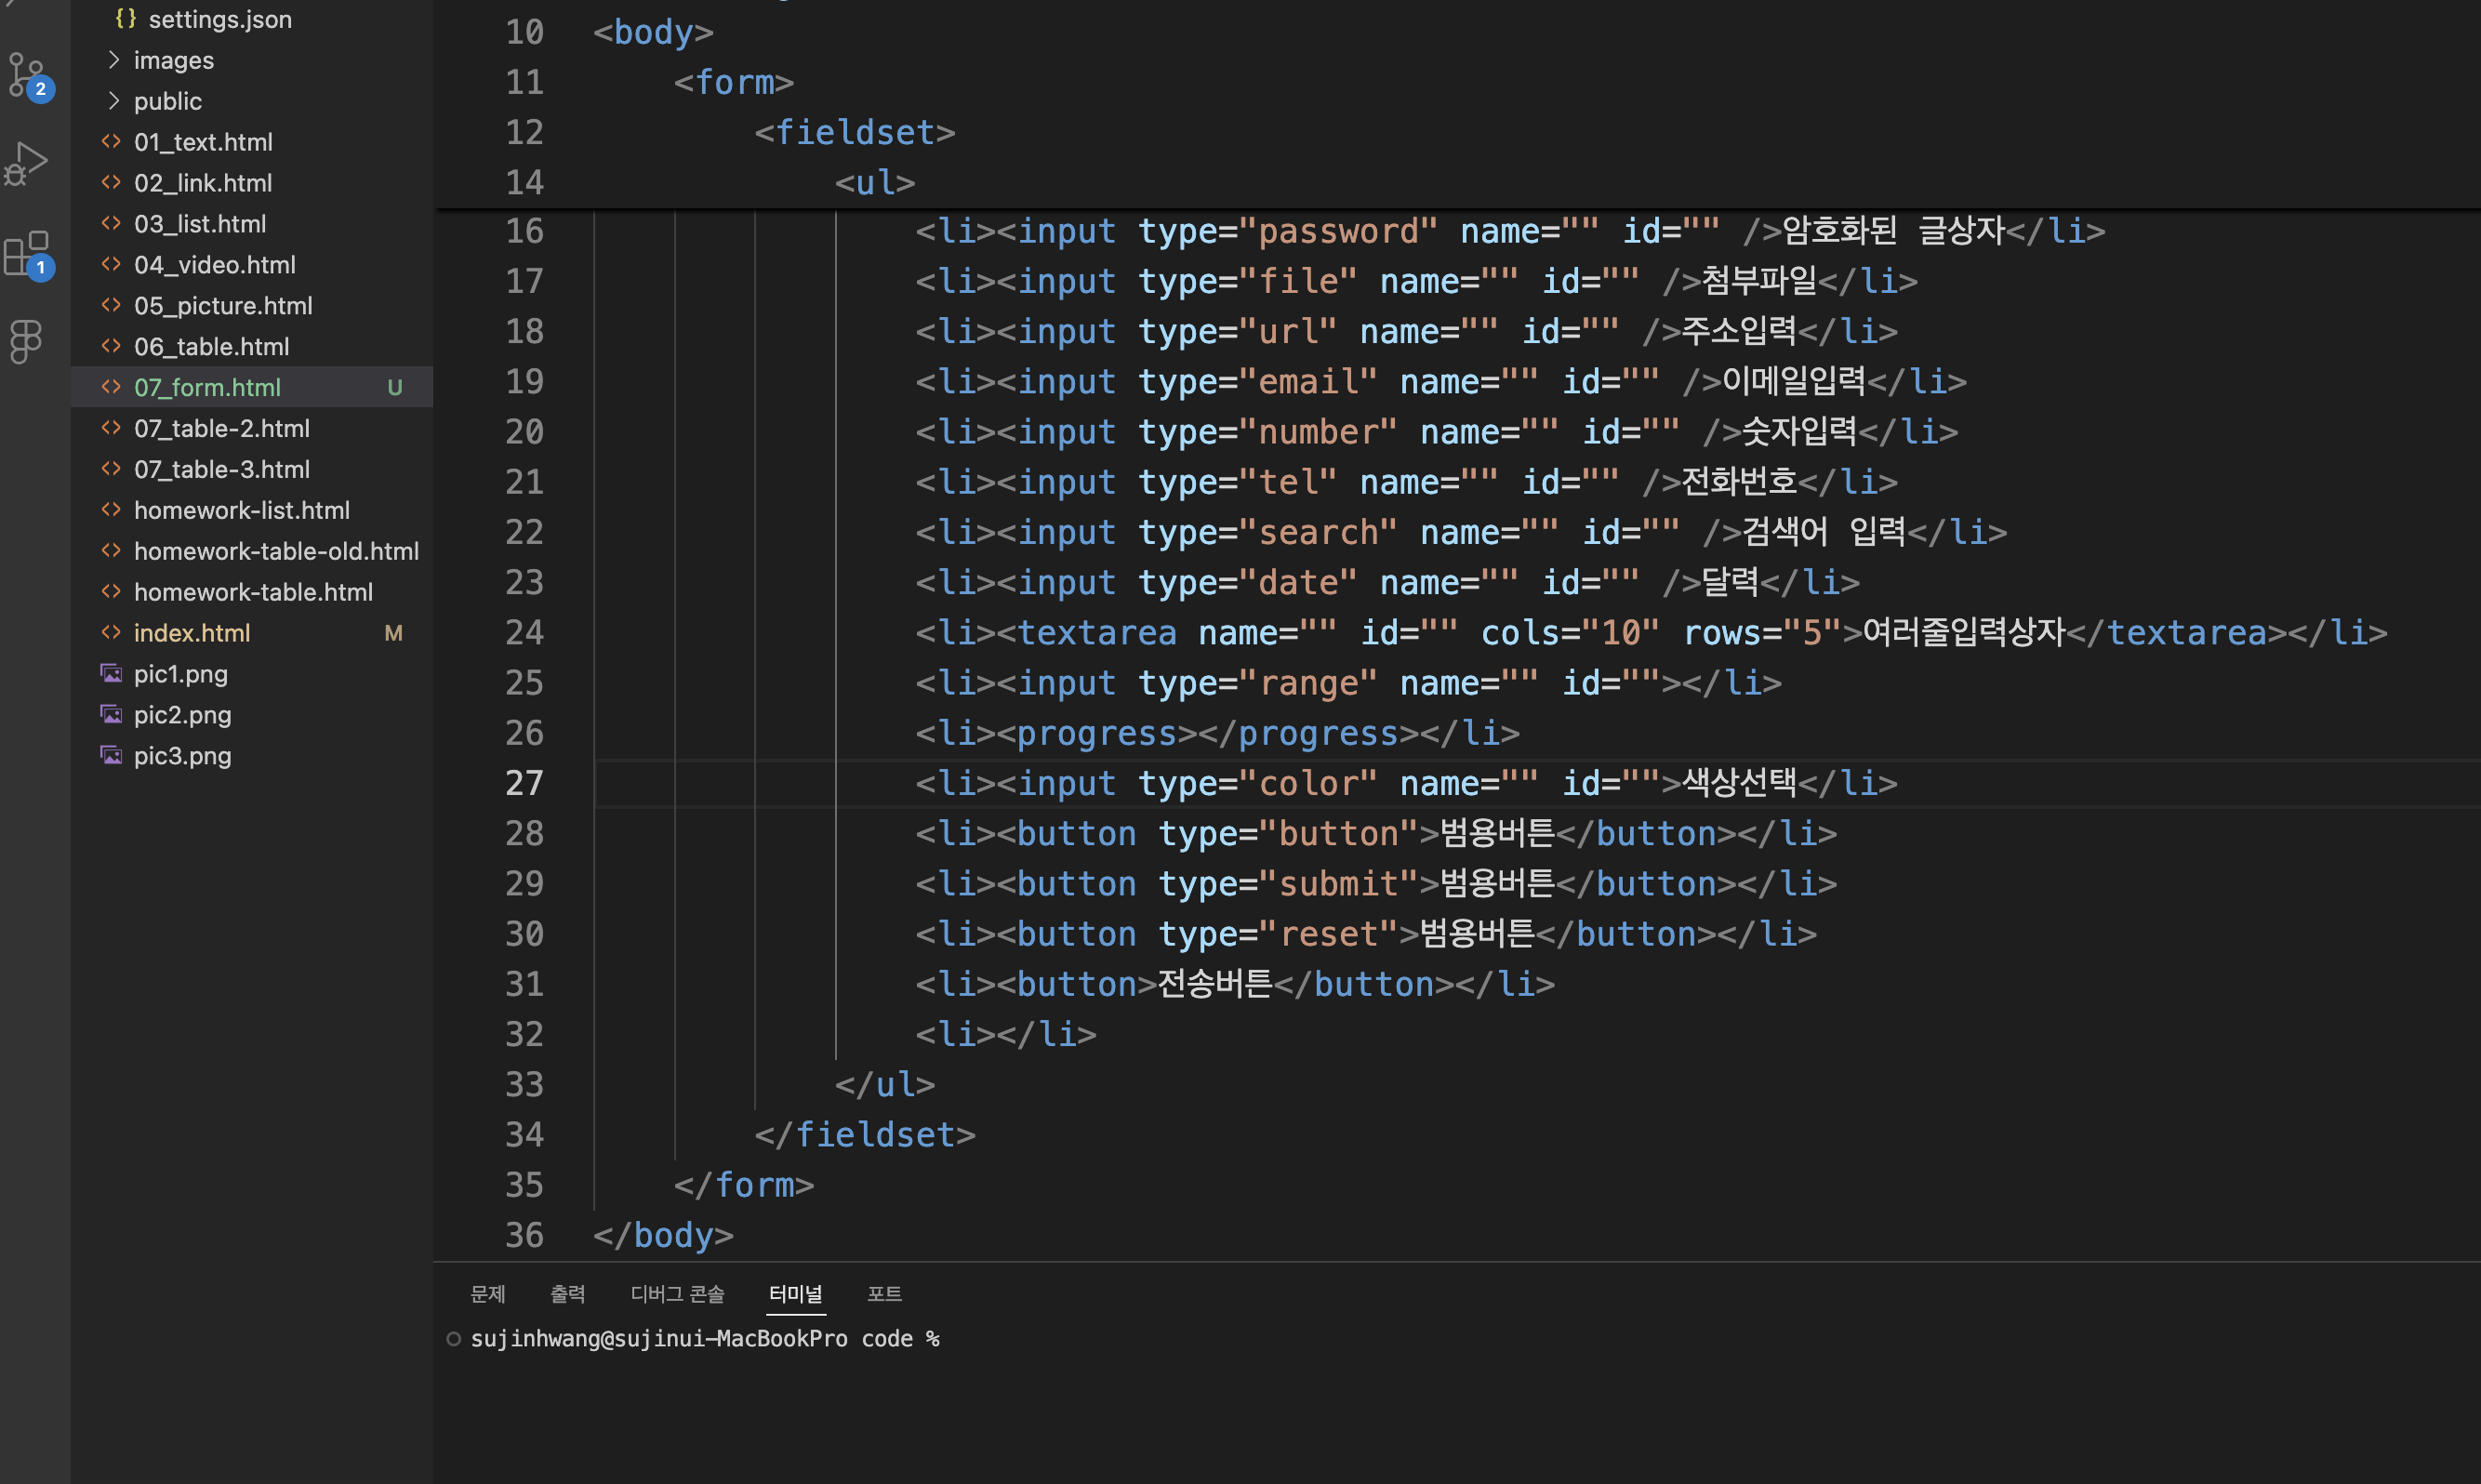 {} settings.json
images
public
01_text.html
02_link.html
03_list.html
04_video.html
05_picture.html
06_table.html
07_form.html U
07_table-2.html
07_table-3.html
homework-list.html
homework-table-old.html
homework-table.html
index.html M
pic1.png
pic2.png
pic3.png
2
1
10 <body>
11 <form>
12 <fieldset>
14 <ul>
16 <li><input type="password" name="" id="" />암호화된 글상자</li>
17 <li><input type="file" name="" id="" />첨부파일</li>
18 <li><input type="url" name="" id="" />주소입력</li>
19 <li><input type="email" name="" id="" />이메일입력</li>
20 <li><input type="number" name="" id="" />숫자입력</li>
21 <li><input type="tel" name="" id="" />전화번호</li>
22 <li><input type="search" name="" id="" />검색어 입력</li>
23 <li><input type="date" name="" id="" />달력</li>
24 <li><textarea name="" id="" cols="10" rows="5">여러줄입력상자</textarea></li>
25 <li><input type="range" name="" id=""></li>
26 <li><progress></progress></li>
27 <li><input type="color" name="" id="">색상선택</li>
28 <li><button type="button">범용버튼</button></li>
29 <li><button type="submit">범용버튼</button></li>
30 <li><button type="reset">범용버튼</button></li>
31 <li><button>전송버튼</button></li>
32 <li></li>
33 </ul>
34 </fieldset>
35 </form>
36 </body>
문제 출력 디버그 콘솔 터미널 포트
sujinhwang@sujinui-MacBookPro code %